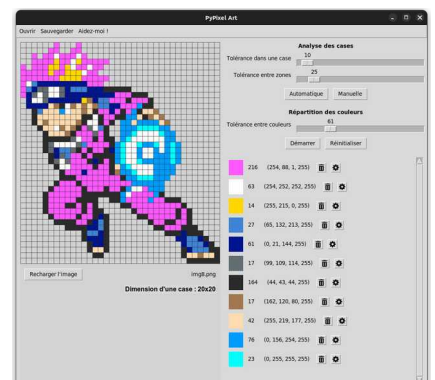 PyPixel Art
Ouvrir Sauvegarder Aidez-moi !
Analyse des cases
10
Tolérance dans une case
25
Tolérance entre zones
Automatique Manuelle
Répartition des couleurs
61
Tolérance entre couleurs
Démarrer Réinitialiser
216 (254, 88, 1, 255)
63 (254, 252, 252, 255)
14 (255, 215, 0, 255)
27 (65, 132, 213, 255)
61 (0, 21, 144, 255)
17 (99, 109, 114, 255)
164 (44, 43, 44, 255)
17 (162, 120, 80, 255)
42 (255, 219, 177, 255)
76 (0, 156, 254, 255)
23 (0, 255, 255, 255)
Recharger l'image img8.png
Dimension d'une case : 20x20